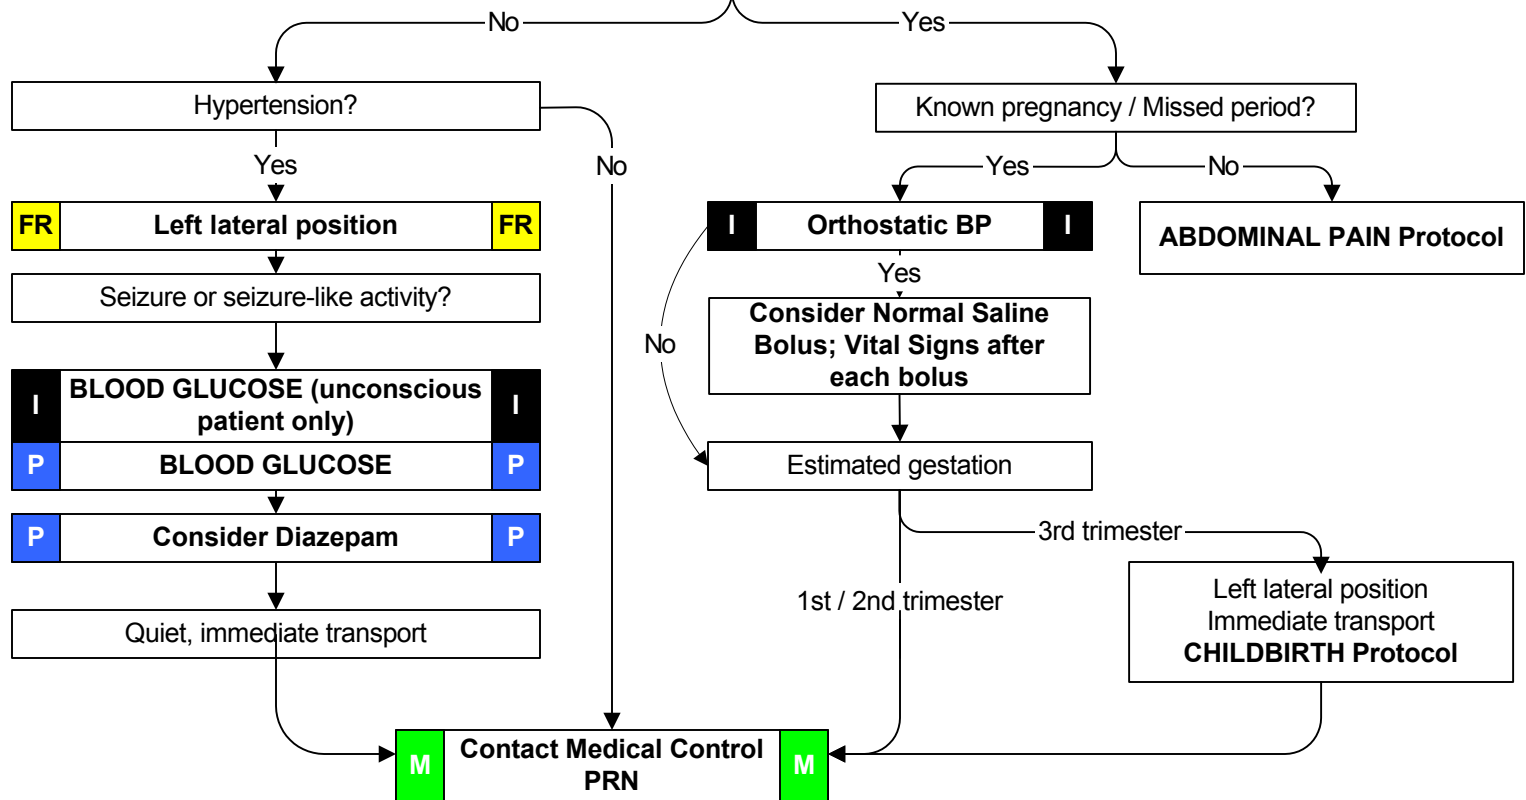 No
Yes
Hypertension?
Known pregnancy / Missed period?
Yes
No
Yes
No
FR
Left lateral position
FR
I
Orthostatic BP
I
ABDOMINAL PAIN Protocol
Yes
Seizure or seizure-like activity?
Consider Normal Saline
Bolus; Vital Signs after
each bolus
No
I
BLOOD GLUCOSE (unconscious
patient only)
I
P
BLOOD GLUCOSE
P
Estimated gestation
P
Consider Diazepam
P
3rd trimester
1st / 2nd trimester
Left lateral position
Immediate transport
CHILDBIRTH Protocol
Quiet, immediate transport
M
Contact Medical Control
PRN
M